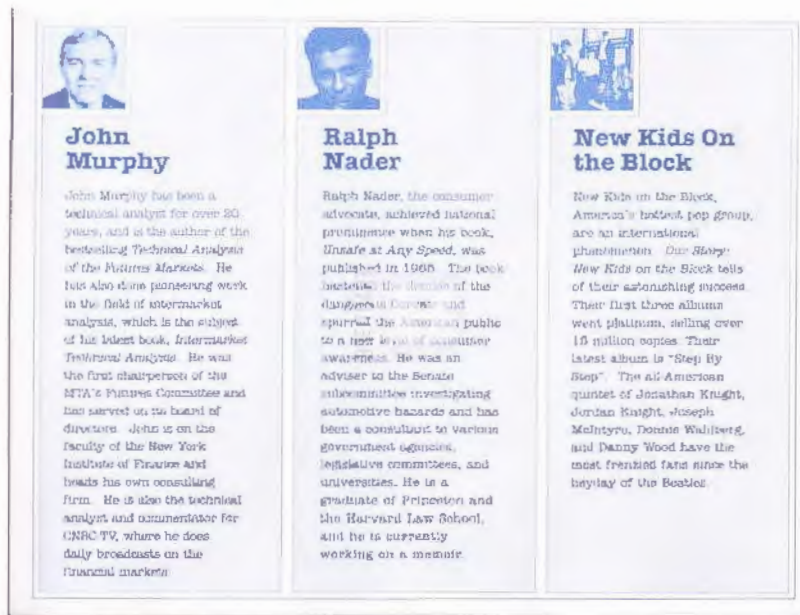 John
Murphy
John Murphy has been a
technical analyst for over 20
years, and is the author of the
bestselling Technical Analysis
of the Futures Markets. He
has also done pioneering work
in the field of intermarket
analysis, which is the subject
of his latest book, Intermarket
Technical Analysis. He was
the first chairperson of the
MTA's Futures Committee and
has served on its board of
directors. John is on the
faculty of the New York
Institute of Finance and
heads his own consulting
firm. He is also the technical
analyst and commentator for
CNBC TV, where he does
daily broadcasts on the
financial markets.
Ralph
Nader
Ralph Nader, the consumer
advocate, achieved national
prominence when his book,
Unsafe at Any Speed, was
published in 1965. The book
hastened the demise of the
dangerous Corvair and
spurred the American public
to a new level of consumer
awareness. He was an
adviser to the Senate
subcommittee investigating
automotive hazards and has
been a consultant to various
government agencies,
legislative committees, and
universities. He is a
graduate of Princeton and
the Harvard Law School,
and he is currently
working on a memoir.
New Kids On
the Block
New Kids on the Block,
America's hottest pop group,
are an international
phenomenon. Our Story:
New Kids on the Block tells
of their astonishing success.
Their first three albums
went platinum, selling over
18 million copies. Their
latest album is "Step By
Step". The all-American
quintet of Jonathan Knight,
Jordan Knight, Joseph
McIntyre, Donnie Wahlberg,
and Danny Wood have the
most frenzied fans since the
heyday of the Beatles.